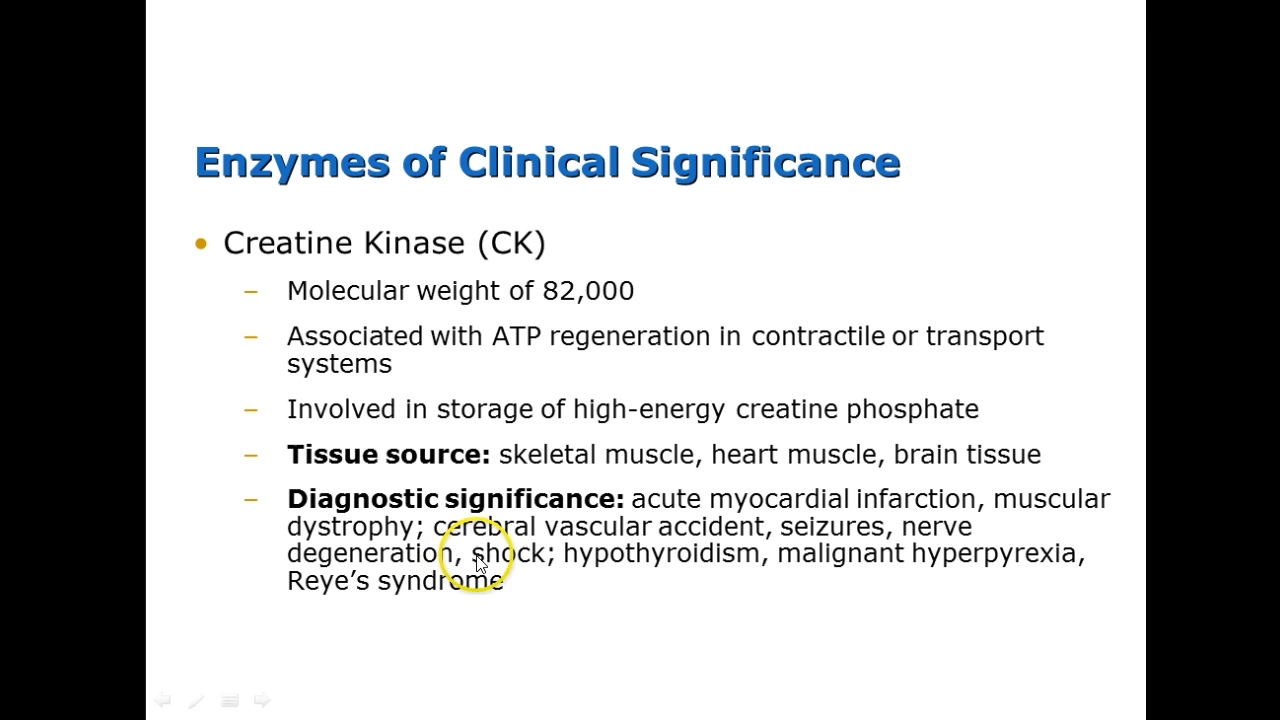 Enzymes of Clinical Significance
• Creatine Kinase (CK)
– Molecular weight of 82,000
– Associated with ATP regeneration in contractile or transport
systems
– Involved in storage of high-energy creatine phosphate
– Tissue source: skeletal muscle, heart muscle, brain tissue
– Diagnostic significance: acute myocardial infarction, muscular
dystrophy; cerebral vascular accident, seizures, nerve
degeneration, shock; hypothyroidism, malignant hyperpyrexia,
Reye’s syndrome